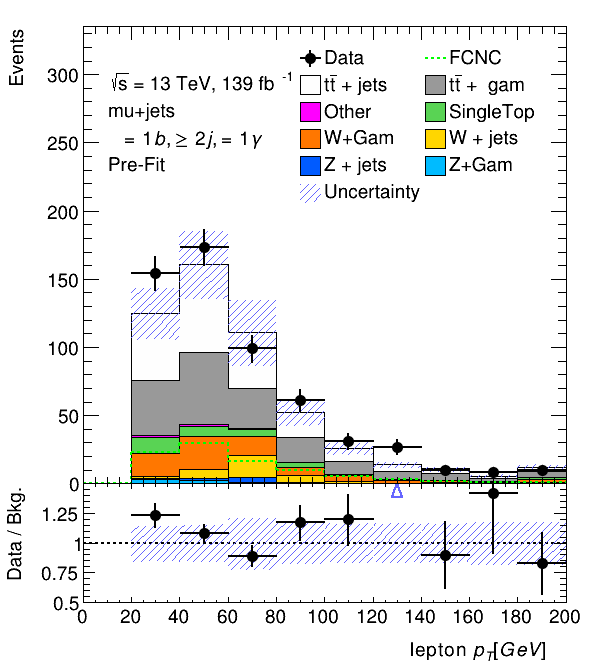 Events
300
250
200
150
100
50
0
√s = 13 TeV, 139 fb⁻¹
mu+jets
= 1b, ≥ 2j, = 1γ
Pre-Fit
Data
FCNC
tt̄ + jets
tt̄ + gam
Other
SingleTop
W+Gam
W + jets
Z + jets
Z+Gam
Uncertainty
Data / Bkg.
1.25
1
0.75
0.5
0 20 40 60 80 100 120 140 160 180 200
lepton p_T[GeV]